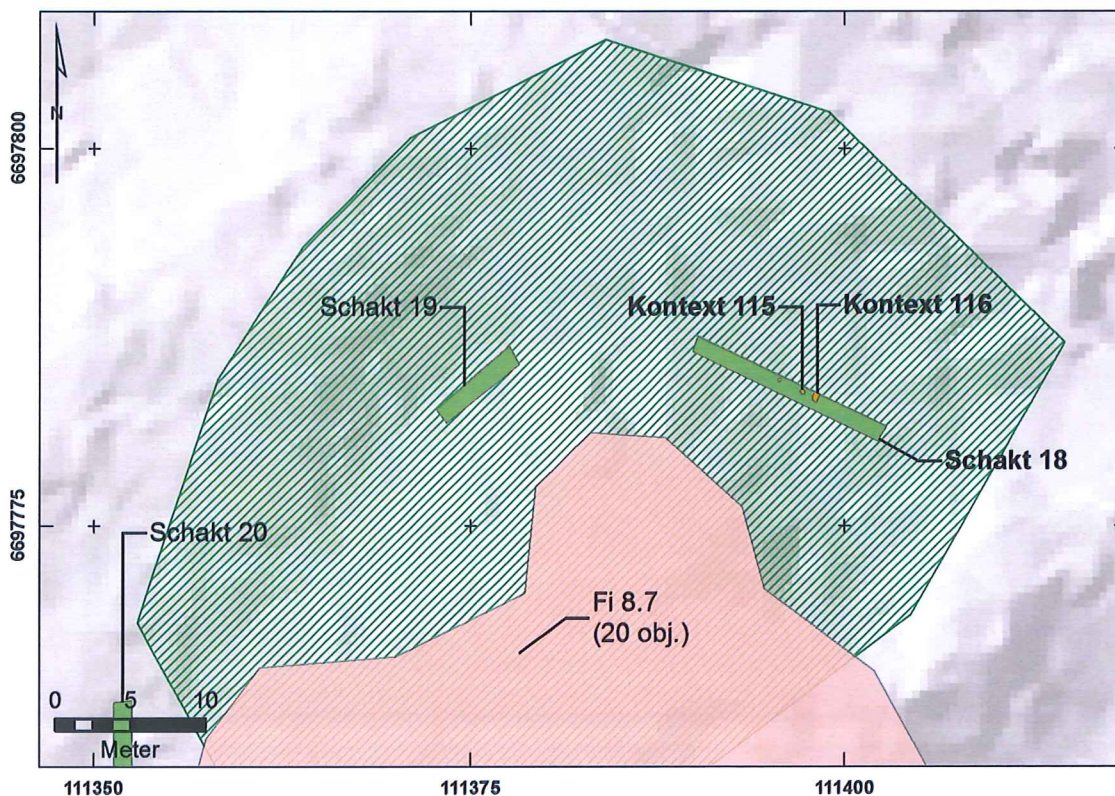 N
6697800
Schakt 19
Kontext 115
Kontext 116
Schakt 18
6697775
Schakt 20
Fi 8.7
(20 obj.)
0 5 10
Meter
111350 111375 111400